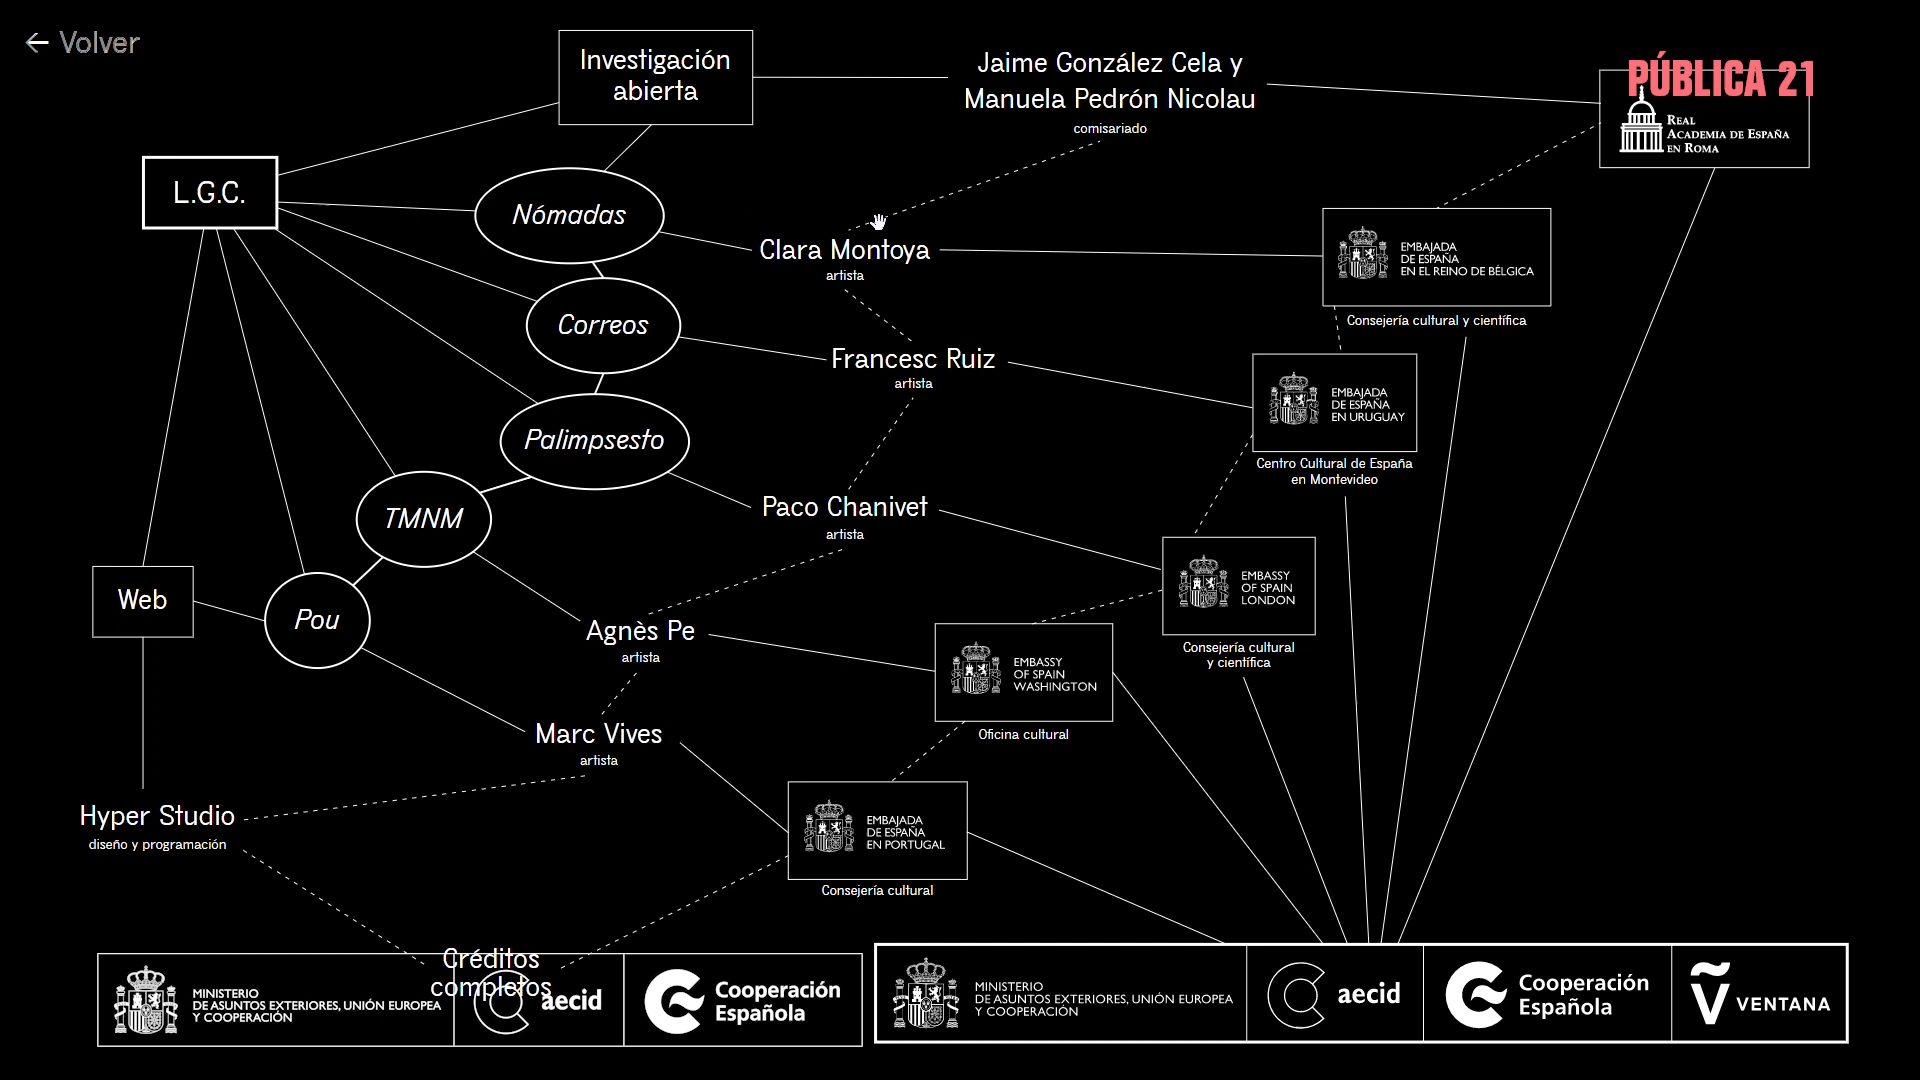 ← Volver
Investigación
abierta
Jaime González Cela y
Manuela Pedrón Nicolau
comisariado
PÚBLICA 21
REAL
ACADEMIA DE ESPAÑA
EN ROMA
L.G.C.
Nómadas
Clara Montoya
artista
EMBAJADA
DE ESPAÑA
EN EL REINO DE BÉLGICA
Consejería cultural y científica
Correos
Francesc Ruiz
artista
EMBAJADA
DE ESPAÑA
EN URUGUAY
Centro Cultural de España
en Montevideo
Palimpsesto
Paco Chanivet
artista
TMNM
EMBASSY
OF SPAIN
LONDON
Consejería cultural
y científica
Web
Pou
Agnès Pe
artista
EMBASSY
OF SPAIN
WASHINGTON
Oficina cultural
Marc Vives
artista
Hyper Studio
diseño y programación
EMBAJADA
DE ESPAÑA
EN PORTUGAL
Consejería cultural
Créditos
completos
MINISTERIO
DE ASUNTOS EXTERIORES, UNIÓN EUROPEA
Y COOPERACIÓN
aecid
Cooperación
Española
MINISTERIO
DE ASUNTOS EXTERIORES, UNIÓN EUROPEA
Y COOPERACIÓN
aecid
Cooperación
Española
VENTANA